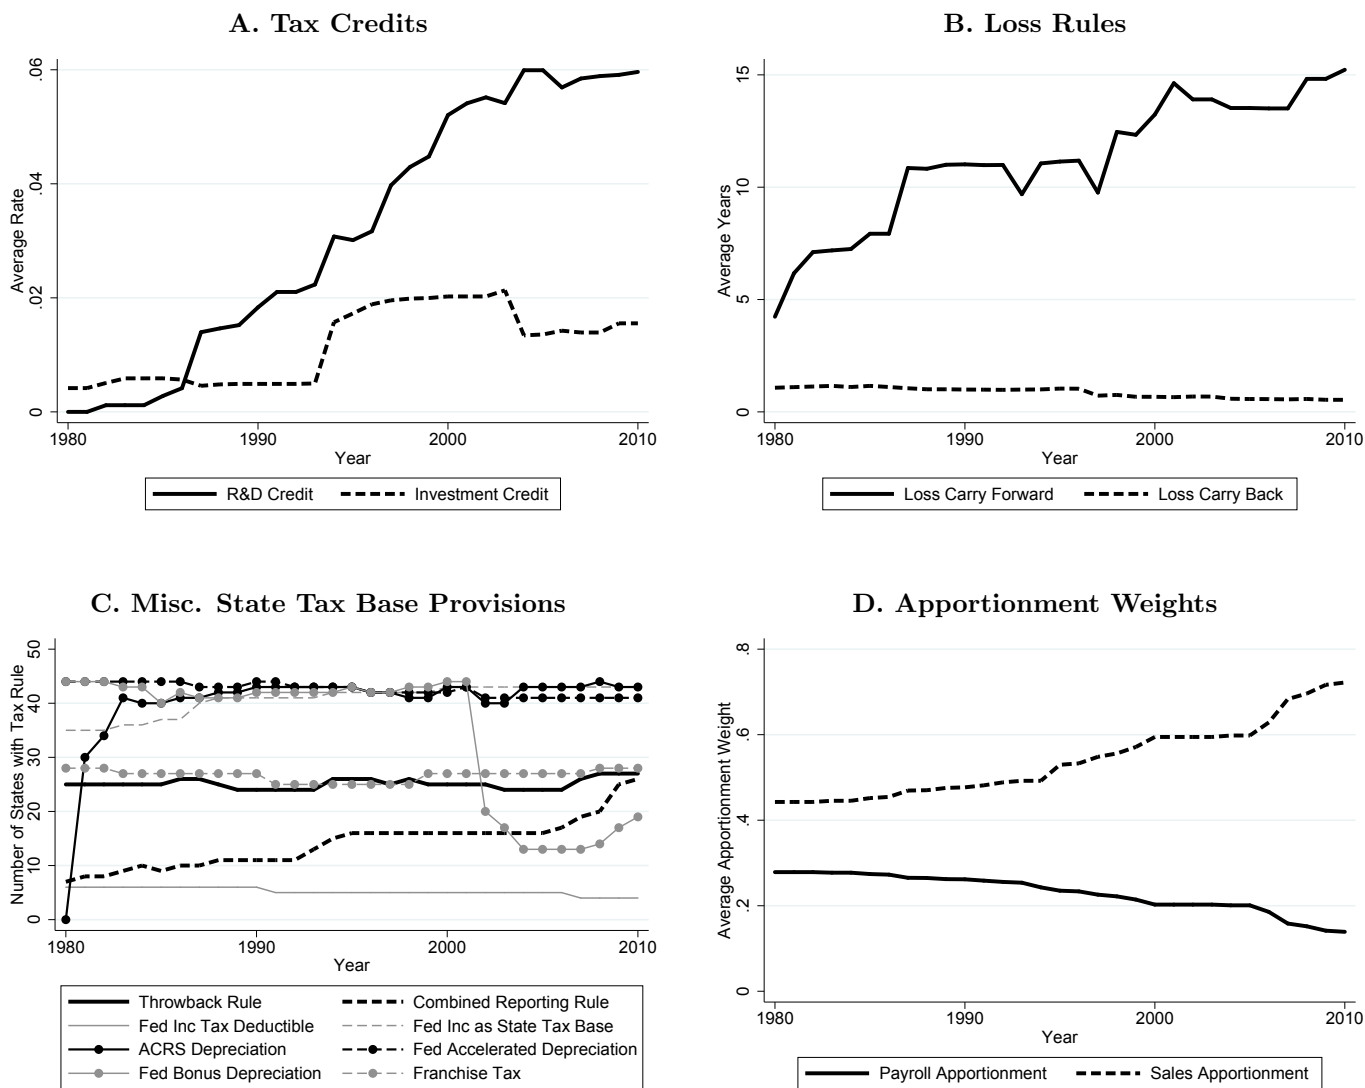 A. Tax Credits
Average Rate
.06
.04
.02
0
1980 1990 2000 2010
Year
R&D Credit Investment Credit
B. Loss Rules
Average Years
15
10
5
0
1980 1990 2000 2010
Year
Loss Carry Forward Loss Carry Back
C. Misc. State Tax Base Provisions
Number of States with Tax Rule
50
40
30
20
10
0
1980 1990 2000 2010
Year
Throwback Rule Combined Reporting Rule
Fed Inc Tax Deductible Fed Inc as State Tax Base
ACRS Depreciation Fed Accelerated Depreciation
Fed Bonus Depreciation Franchise Tax
D. Apportionment Weights
Average Apportionment Weight
.8
.6
.4
.2
0
1980 1990 2000 2010
Year
Payroll Apportionment Sales Apportionment